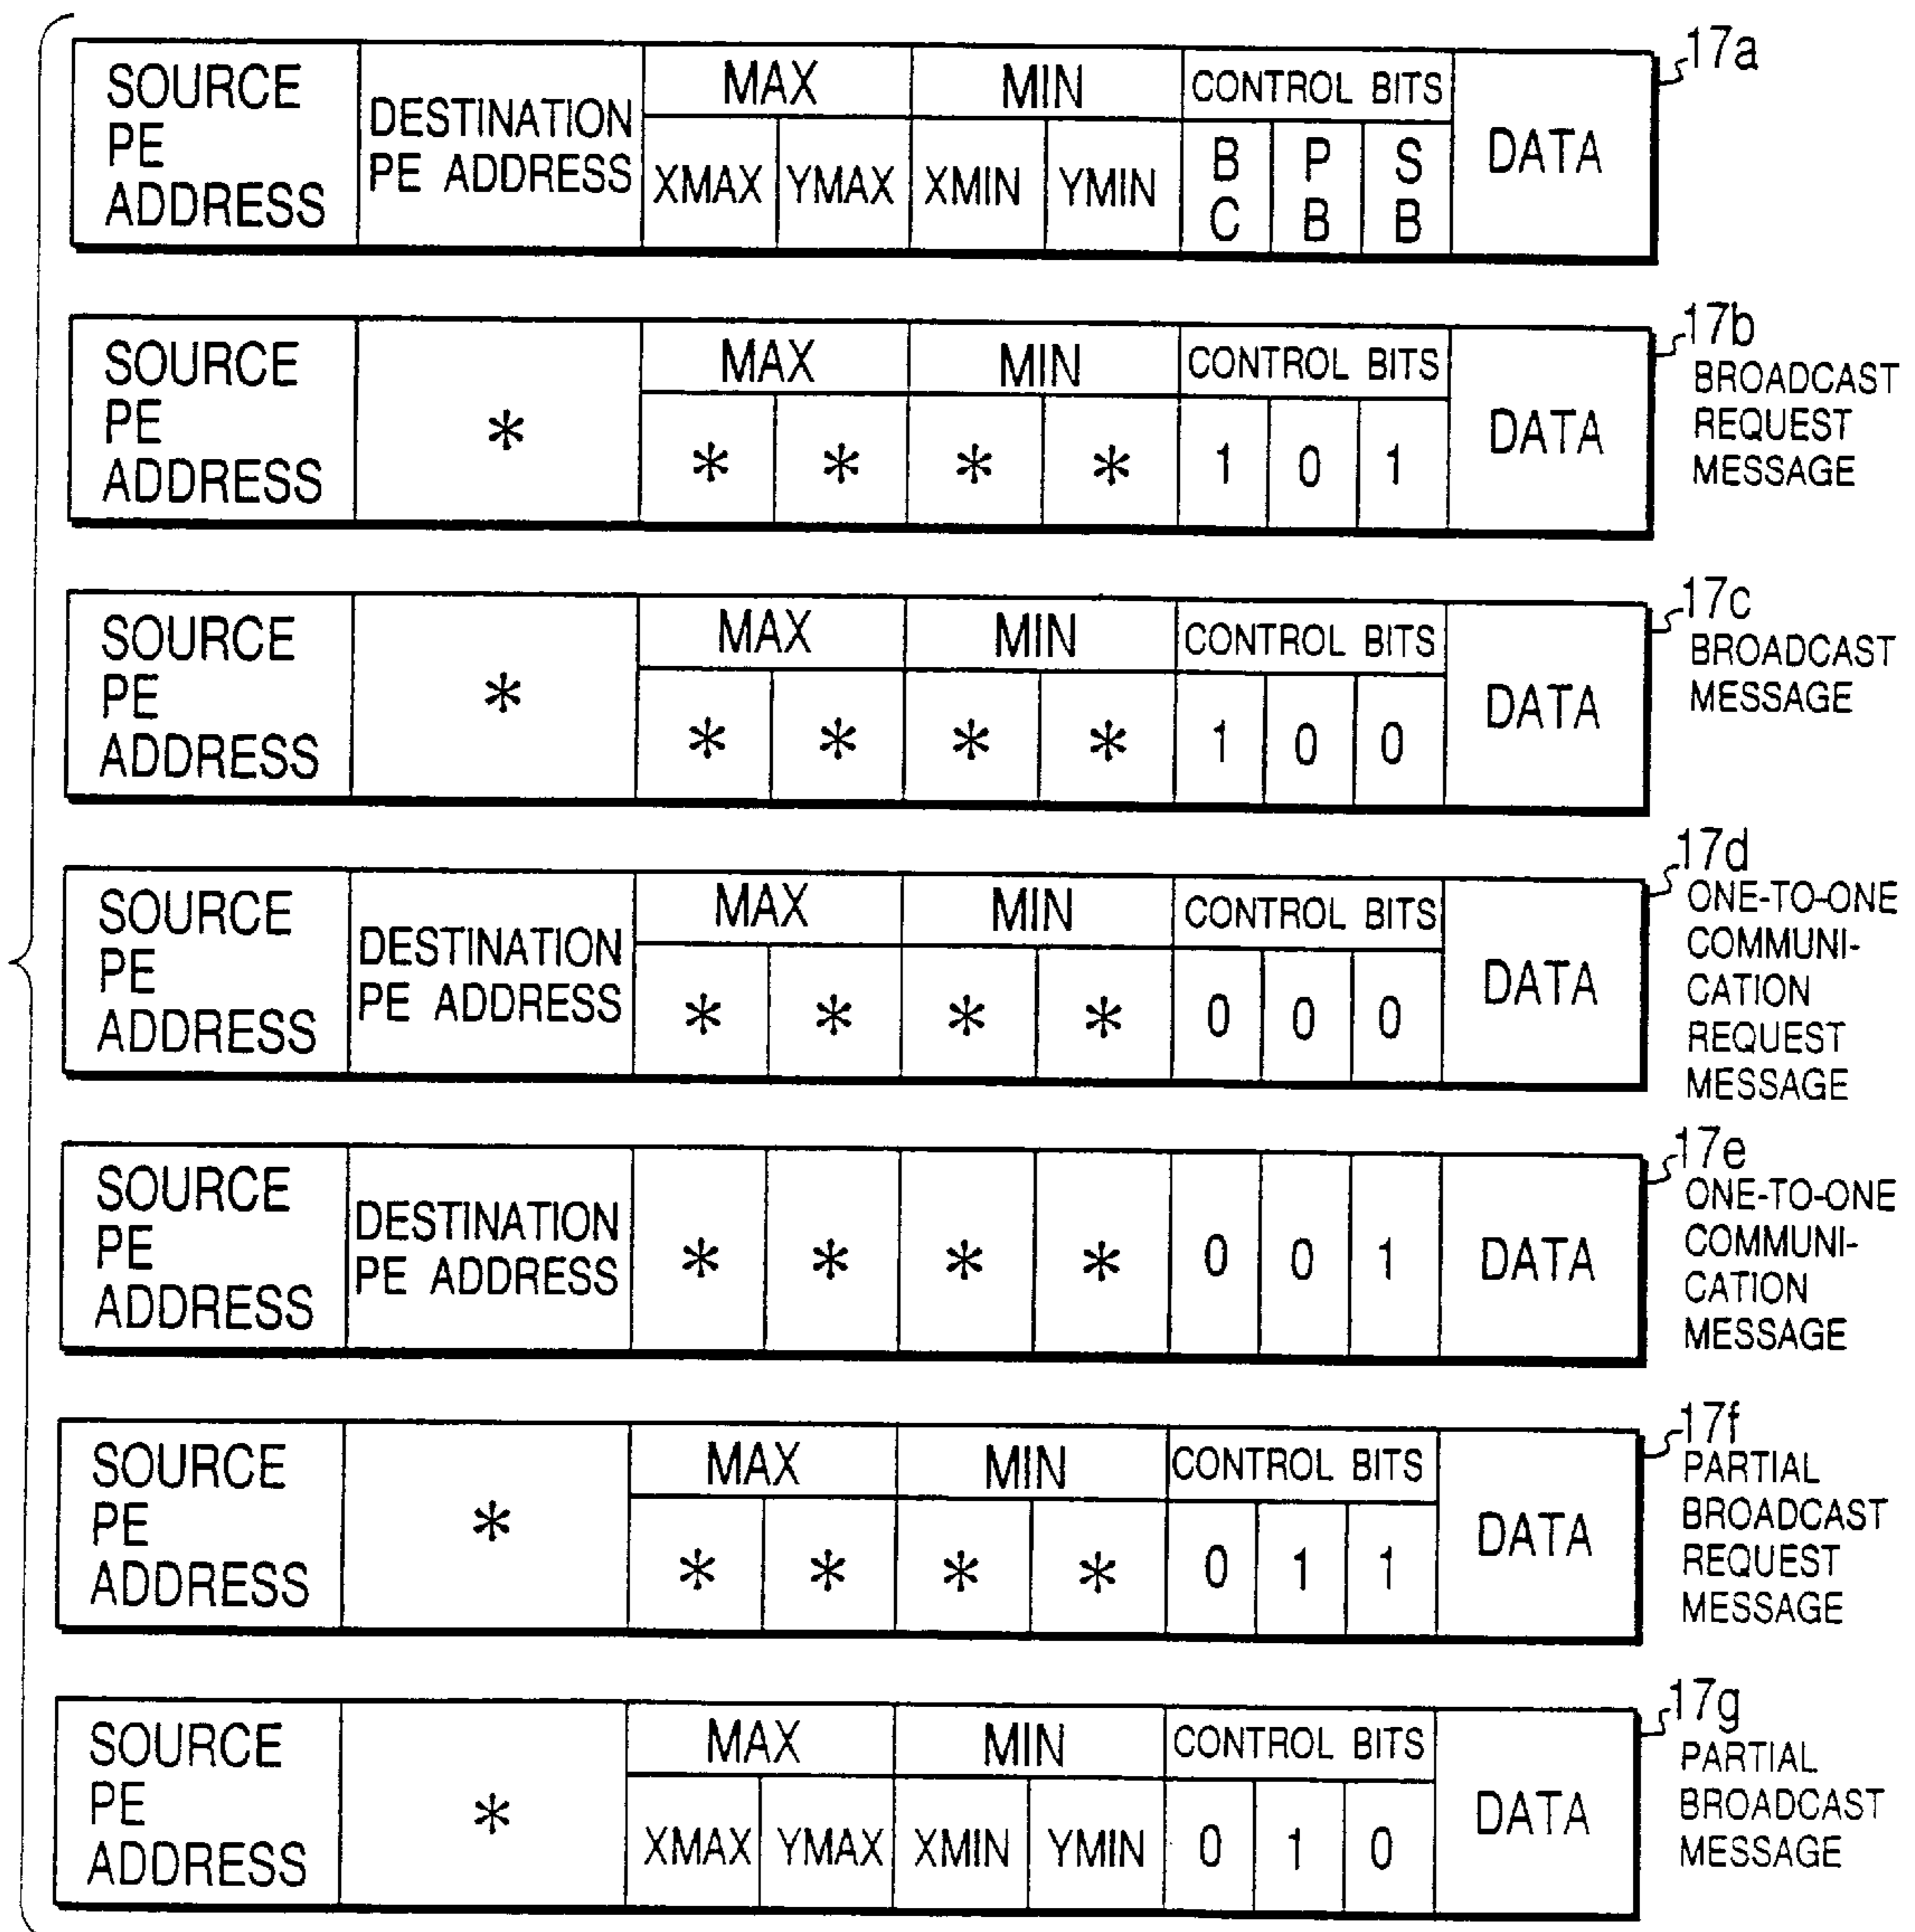 17a
SOURCE PE ADDRESS
DESTINATION PE ADDRESS
MAX
MIN
CONTROL BITS
XMAX YMAX XMIN YMIN
BC PB SB
DATA
17b
BROADCAST REQUEST MESSAGE
SOURCE PE ADDRESS
*
MAX
MIN
CONTROL BITS
* * * * 1 0 1
DATA
17c
BROADCAST MESSAGE
SOURCE PE ADDRESS
*
MAX
MIN
CONTROL BITS
* * * * 1 0 0
DATA
17d
ONE-TO-ONE COMMUNI-
CATION REQUEST MESSAGE
SOURCE PE ADDRESS
DESTINATION PE ADDRESS
MAX
MIN
CONTROL BITS
* * * * 0 0 0
DATA
17e
ONE-TO-ONE COMMUNI-
CATION MESSAGE
SOURCE PE ADDRESS
DESTINATION PE ADDRESS
* * * * 0 0 1
DATA
17f
PARTIAL BROADCAST REQUEST MESSAGE
SOURCE PE ADDRESS
*
MAX
MIN
CONTROL BITS
* * * * 0 1 1
DATA
17g
PARTIAL BROADCAST MESSAGE
SOURCE PE ADDRESS
*
MAX
MIN
CONTROL BITS
XMAX YMAX XMIN YMIN 0 1 0
DATA